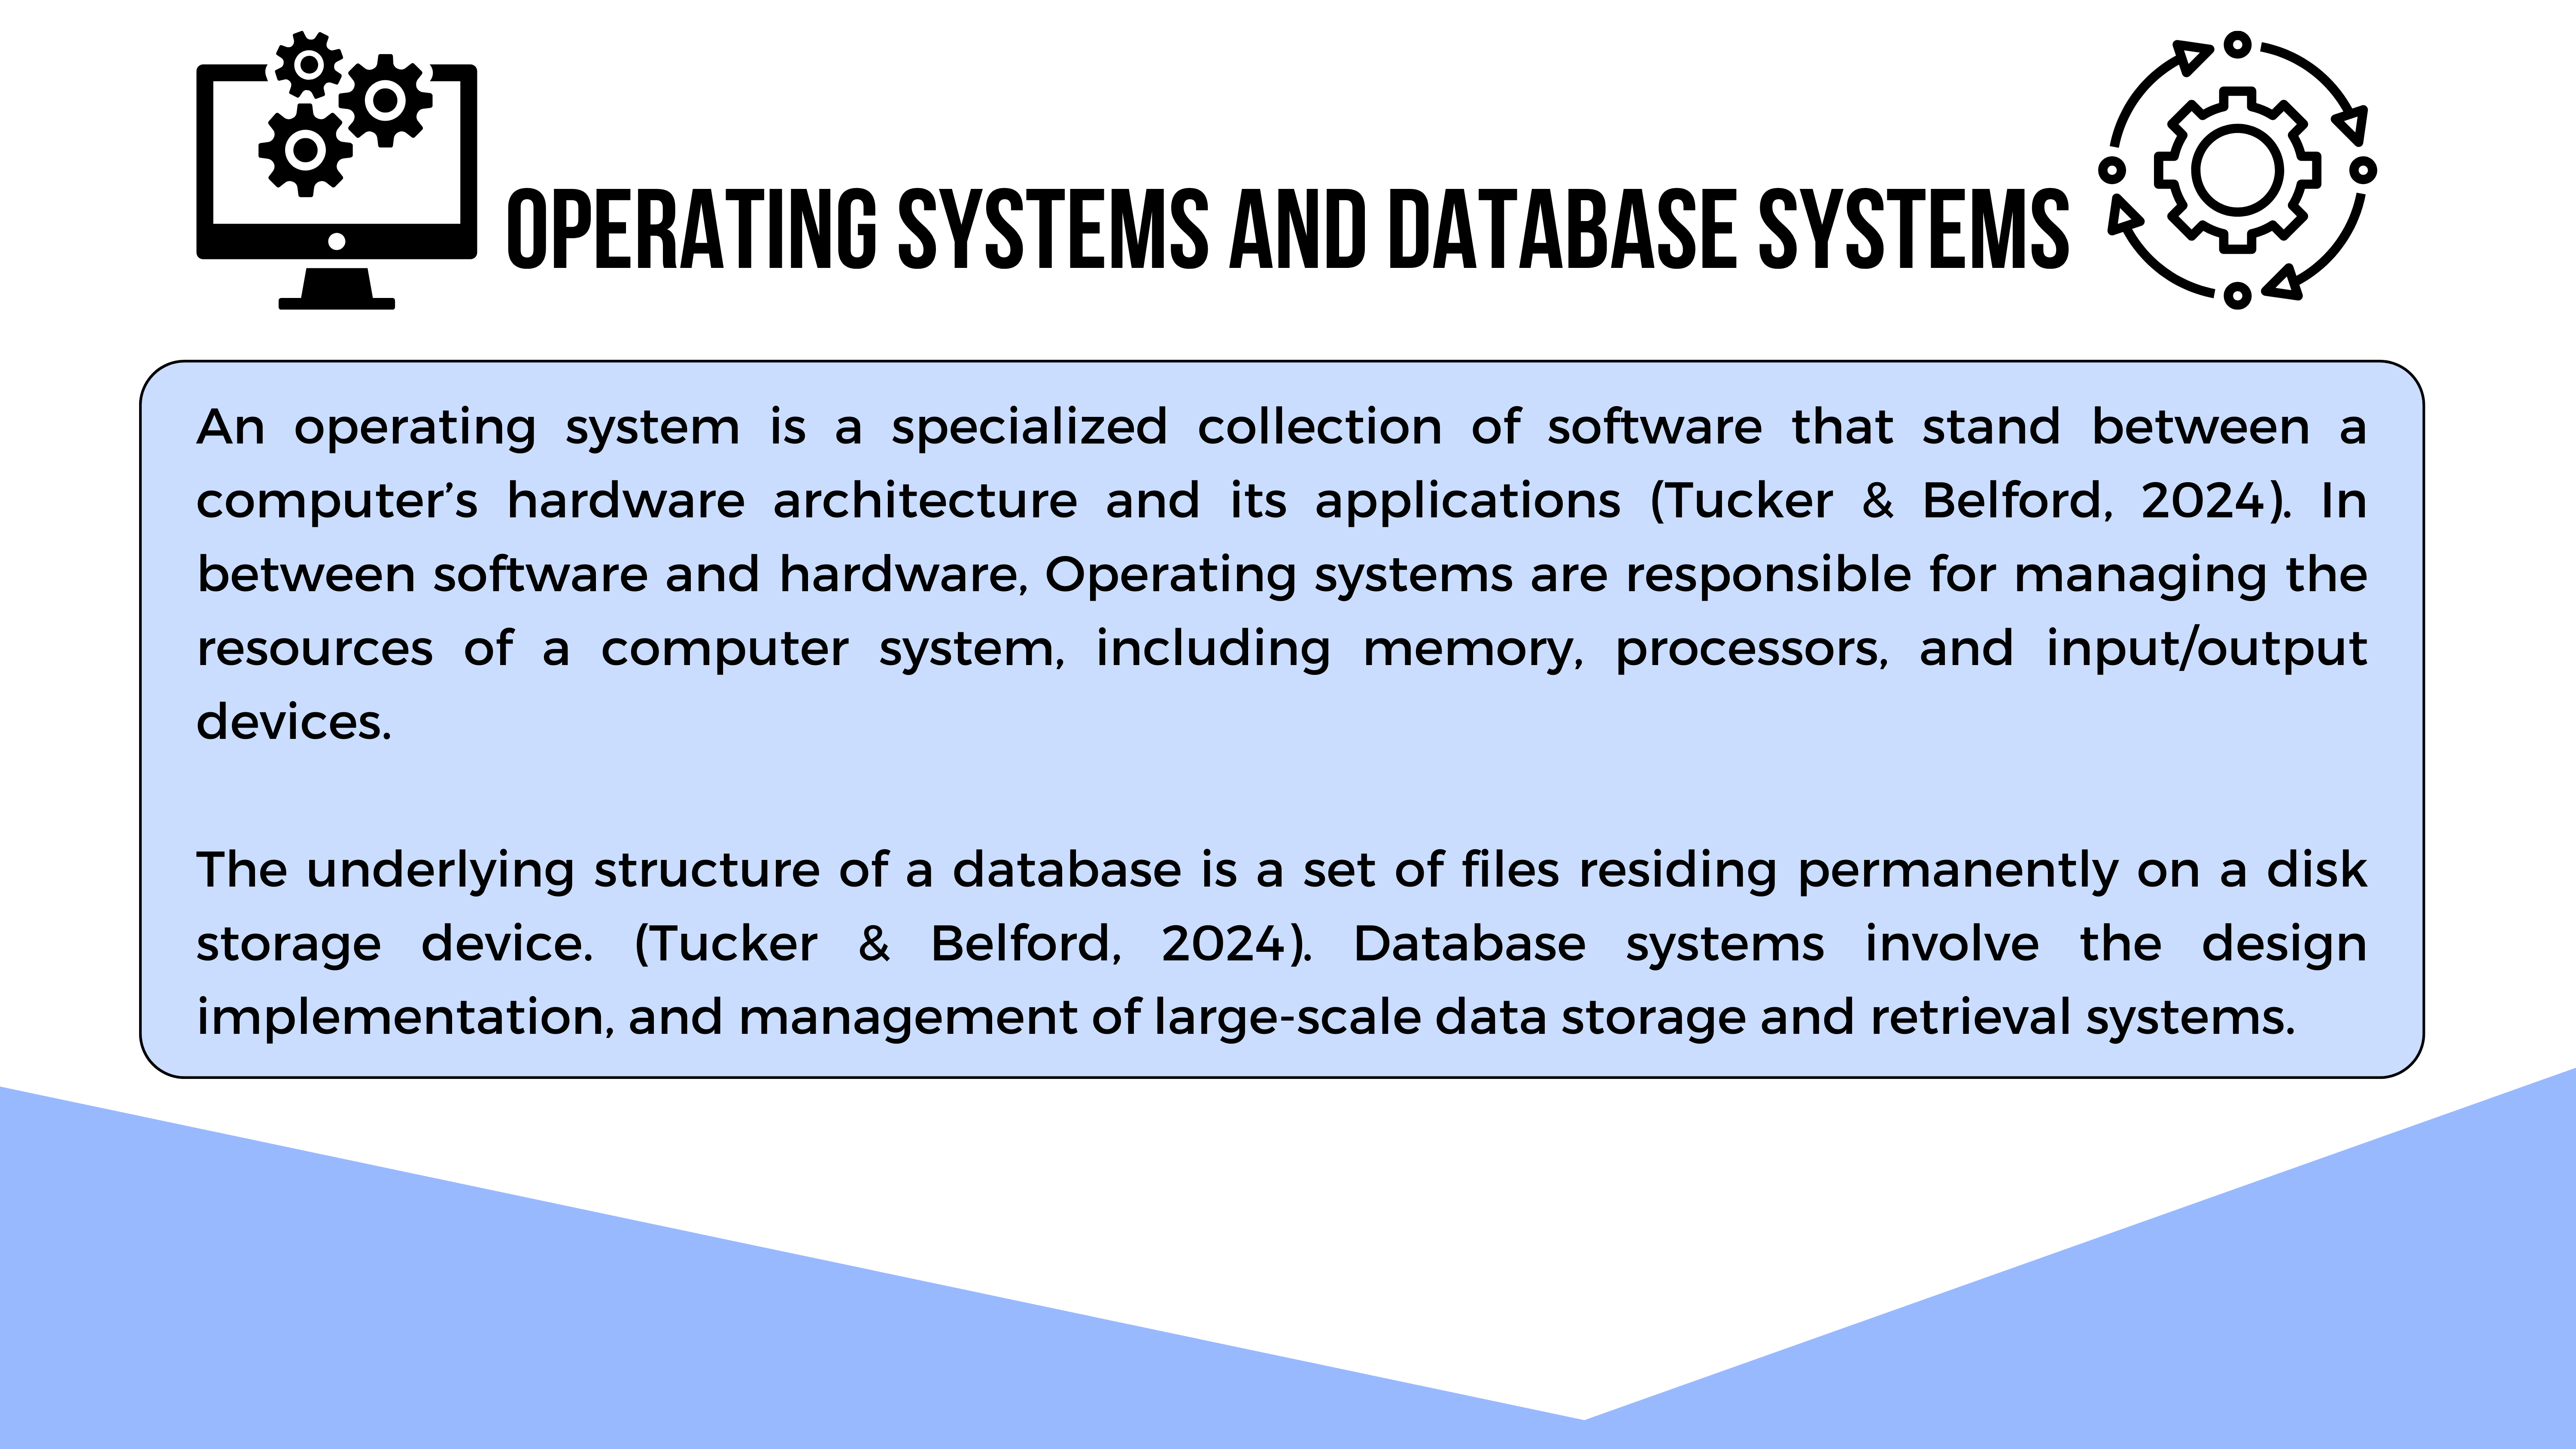 OPERATING SYSTEMS AND DATABASE SYSTEMS
An operating system is a specialized collection of software that stand between a
computer’s hardware architecture and its applications (Tucker & Belford, 2024). In
between software and hardware, Operating systems are responsible for managing the
resources of a computer system, including memory, processors, and input/output
devices.
The underlying structure of a database is a set of files residing permanently on a disk
storage device. (Tucker & Belford, 2024). Database systems involve the design
implementation, and management of large-scale data storage and retrieval systems.